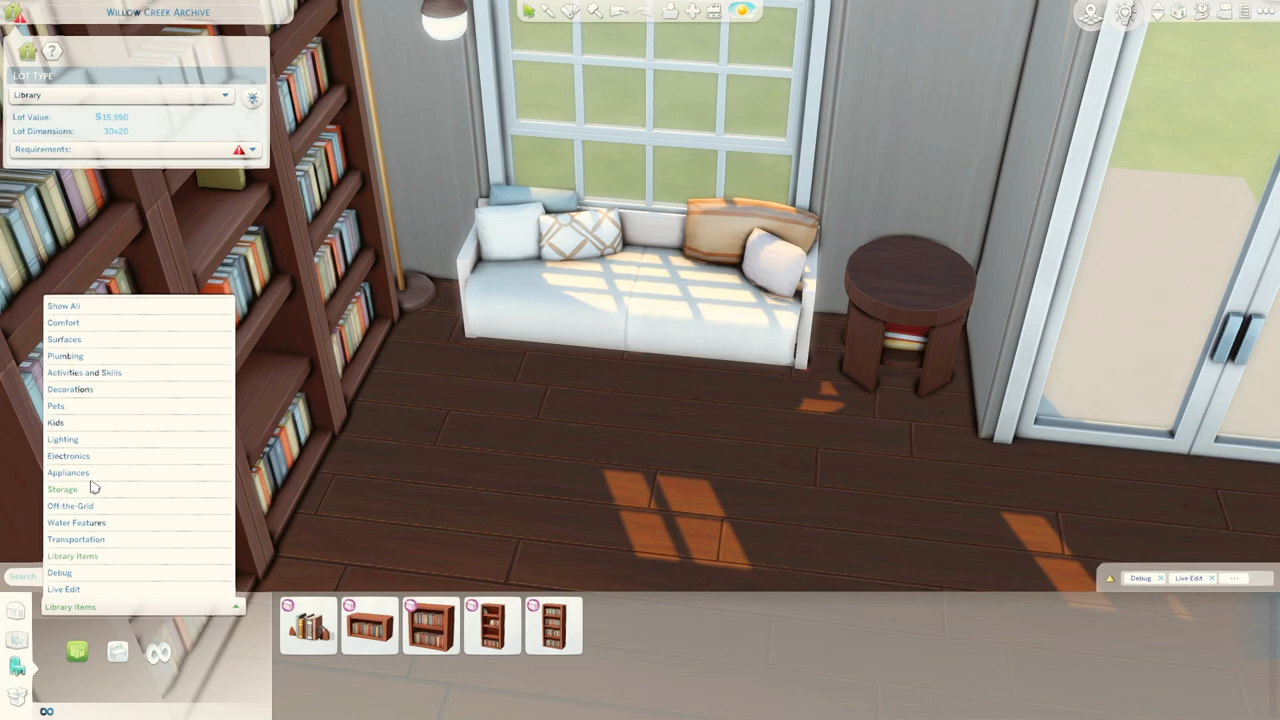 WILLOW CREEK ARCHIVE
?
LOT TYPE
Library
Lot Value: §15,950
Lot Dimensions: 30x20
Requirements:
Show All
Comfort
Surfaces
Plumbing
Activities and Skills
Decorations
Pets
Kids
Lighting
Electronics
Appliances
Storage
Off-the-Grid
Water Features
Transportation
Library Items
Debug
Live Edit
Search
Library Items
Debug X Live Edit X ...